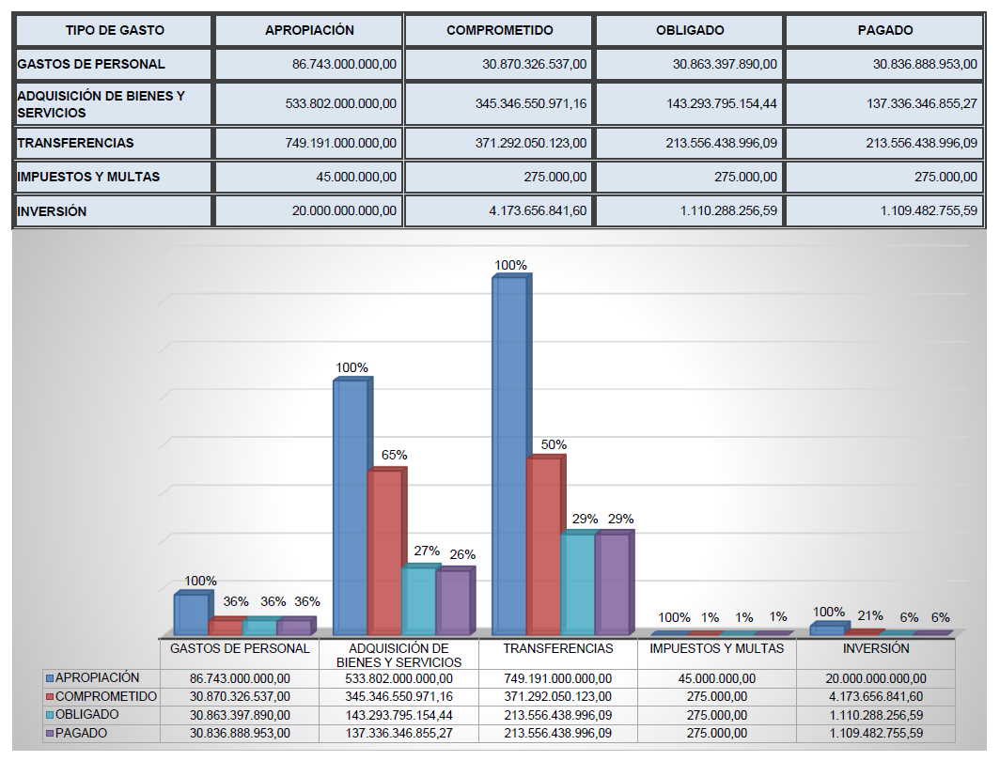 TIPO DE GASTO APROPIACIÓN COMPROMETIDO OBLIGADO PAGADO
GASTOS DE PERSONAL 86.743.000.000,00 30.870.326.537,00 30.863.397.890,00 30.836.888.953,00
ADQUISICIÓN DE BIENES Y
SERVICIOS 533.802.000.000,00 345.346.550.971,16 143.293.795.154,44 137.336.346.855,27
TRANSFERENCIAS 749.191.000.000,00 371.292.050.123,00 213.556.438.996,09 213.556.438.996,09
IMPUESTOS Y MULTAS 45.000.000,00 275.000,00 275.000,00 275.000,00
INVERSIÓN 20.000.000.000,00 4.173.656.841,60 1.110.288.256,59 1.109.482.755,59
100%
100%
65%
50%
29% 29%
27% 26%
100% 36% 36% 36%
100% 1% 1% 1%
100% 21% 6% 6%
GASTOS DE PERSONAL ADQUISICIÓN DE TRANSFERENCIAS IMPUESTOS Y MULTAS INVERSIÓN
BIENES Y SERVICIOS
APROPIACIÓN 86.743.000.000,00 533.802.000.000,00 749.191.000.000,00 45.000.000,00 20.000.000.000,00
COMPROMETIDO 30.870.326.537,00 345.346.550.971,16 371.292.050.123,00 275.000,00 4.173.656.841,60
OBLIGADO 30.863.397.890,00 143.293.795.154,44 213.556.438.996,09 275.000,00 1.110.288.256,59
PAGADO 30.836.888.953,00 137.336.346.855,27 213.556.438.996,09 275.000,00 1.109.482.755,59